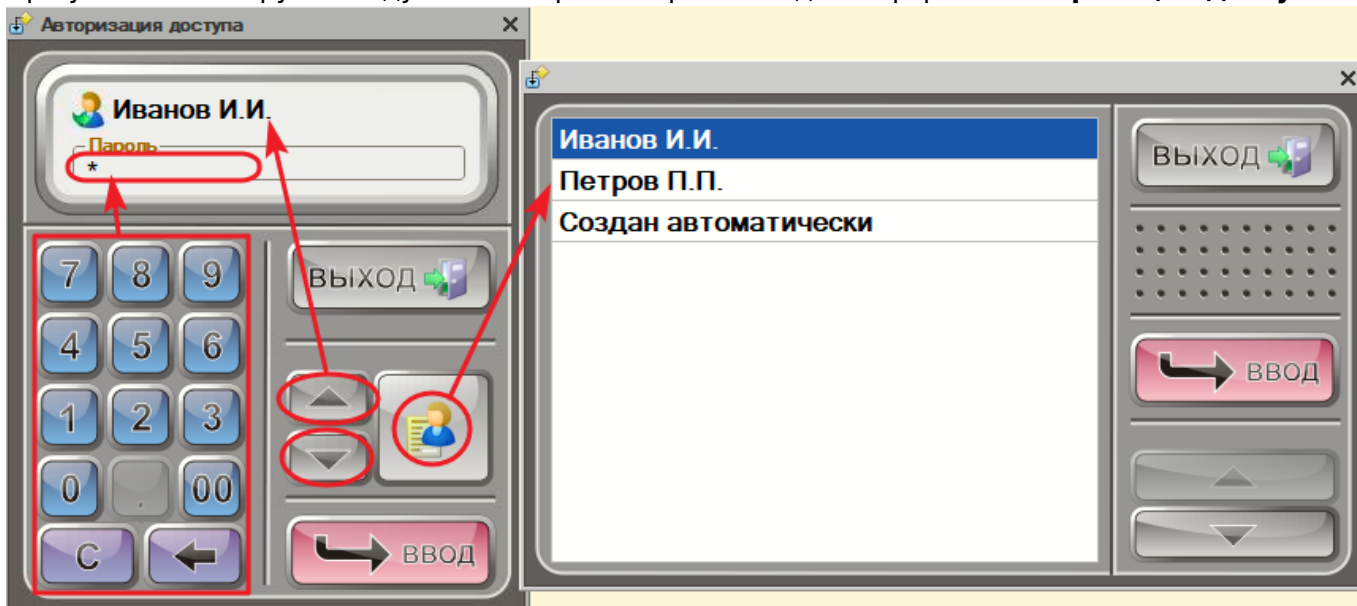 Авторизация доступа
Иванов И.И.
Пароль
*
7 8 9
4 5 6
1 2 3
0 . 00
C
ВЫХОД
ВВОД
Иванов И.И.
Петров П.П.
Создан автоматически
ВЫХОД
ВВОД